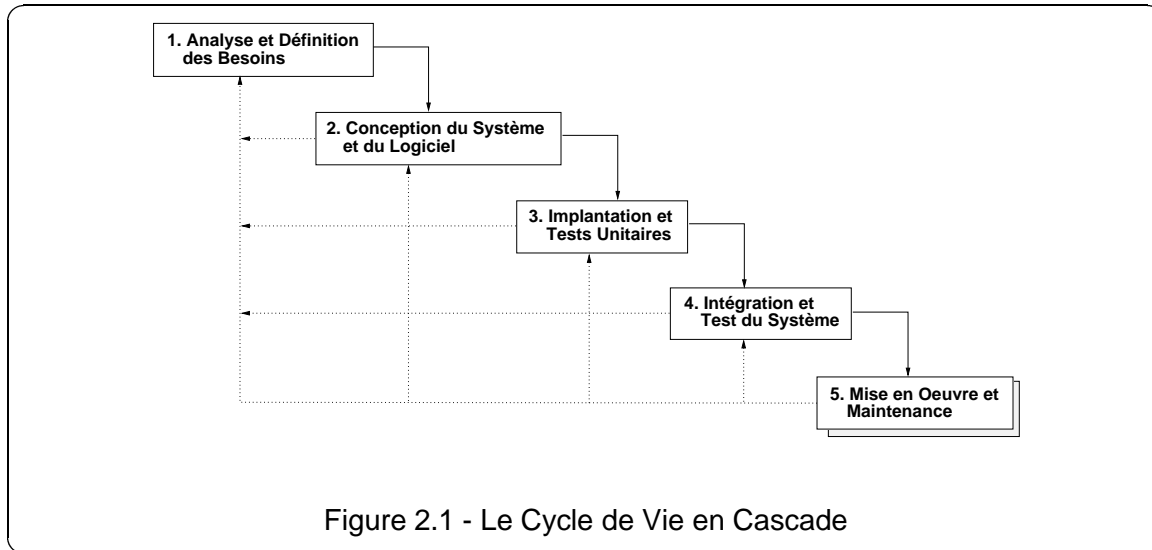 1. Analyse et Définition
des Besoins
2. Conception du Système
et du Logiciel
3. Implantation et
Tests Unitaires
4. Intégration et
Test du Système
5. Mise en Oeuvre et
Maintenance
Figure 2.1 - Le Cycle de Vie en Cascade